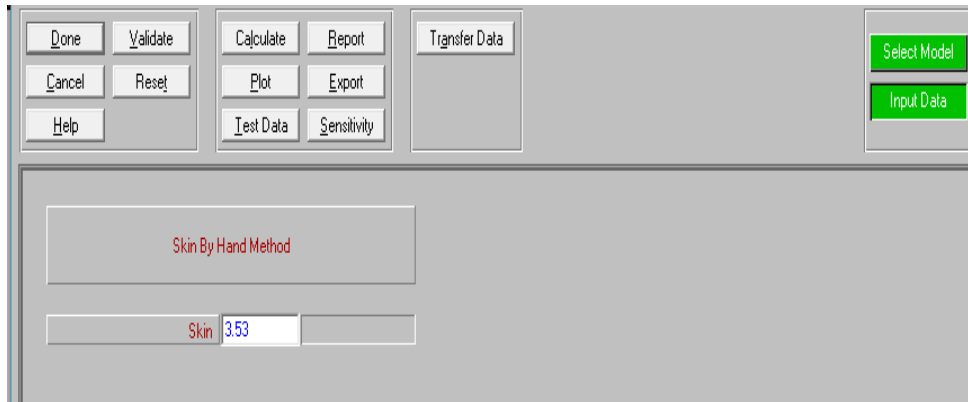 Done Validate Calculate Report Transfer Data Select Model
Cancel Reset Plot Export Input Data
Help Test Data Sensitivity
Skin By Hand Method
Skin 3.53